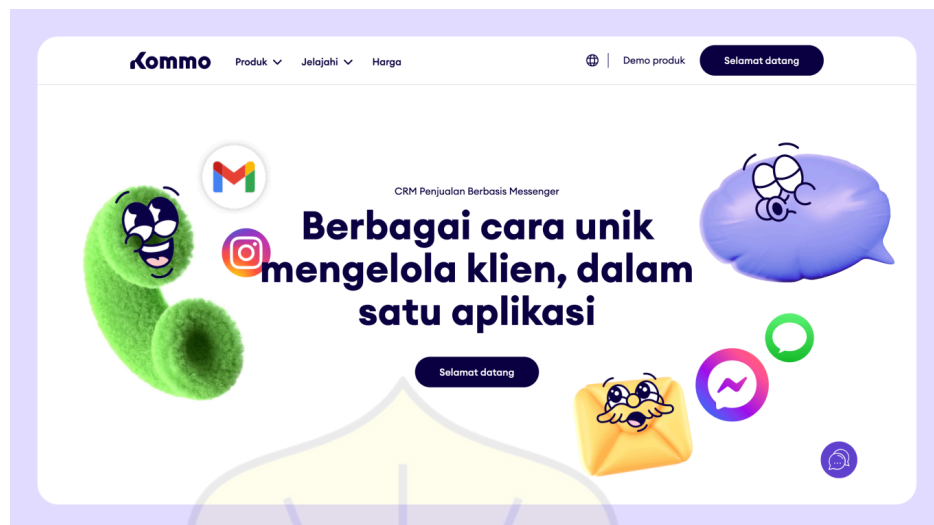 Kommo
Produk
Jelajahi
Harga
Demo produk
Selamat datang
CRM Penjualan Berbasis Messenger
Berbagai cara unik
mengelola klien, dalam
satu aplikasi
Selamat datang